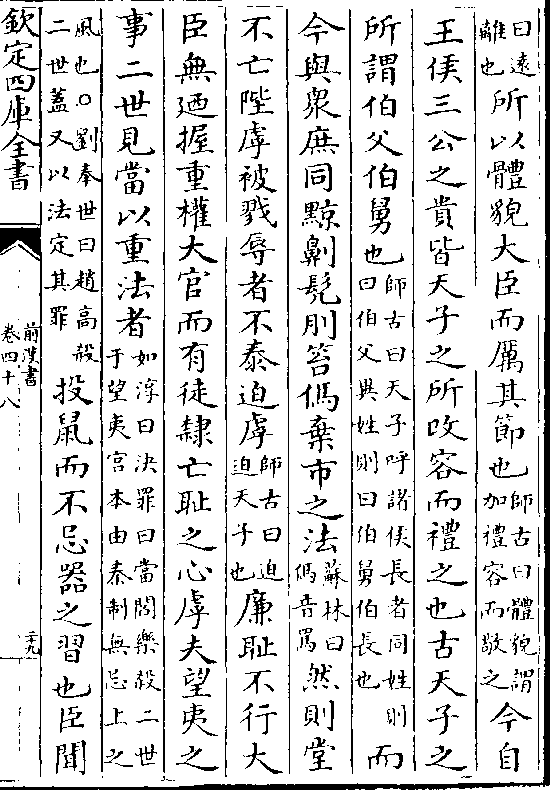 曰遠
離也
所以體貌大臣而厲其節也
師古曰體貌謂
加禮容而敬之
今自
王侯三公之貴皆天子之所改容而禮之也古天子之
所謂伯父伯舅也
師古曰天子呼諸侯長者同姓則
曰伯父異姓則曰伯舅伯長也
而
今與衆庶同黥劓髡刖笞傌棄市之法
蘇林曰
傌音罵
然則堂
不亡陛虖被戮辱者不泰迫虖
師古曰迫
迫天子也
廉恥不行大
臣無迺握重權大官而有徒隸亡恥之心虖夫望夷之
事二世見當以重法者
如淳曰決罪曰當閻樂殺二世
于望夷宮本由秦制無忌上之
風也○劉奉世曰趙高殺
二世蓋又以法定其罪
投鼠而不忌器之習也臣聞
欽定四庫全書
前漢書
卷四十八
二十九